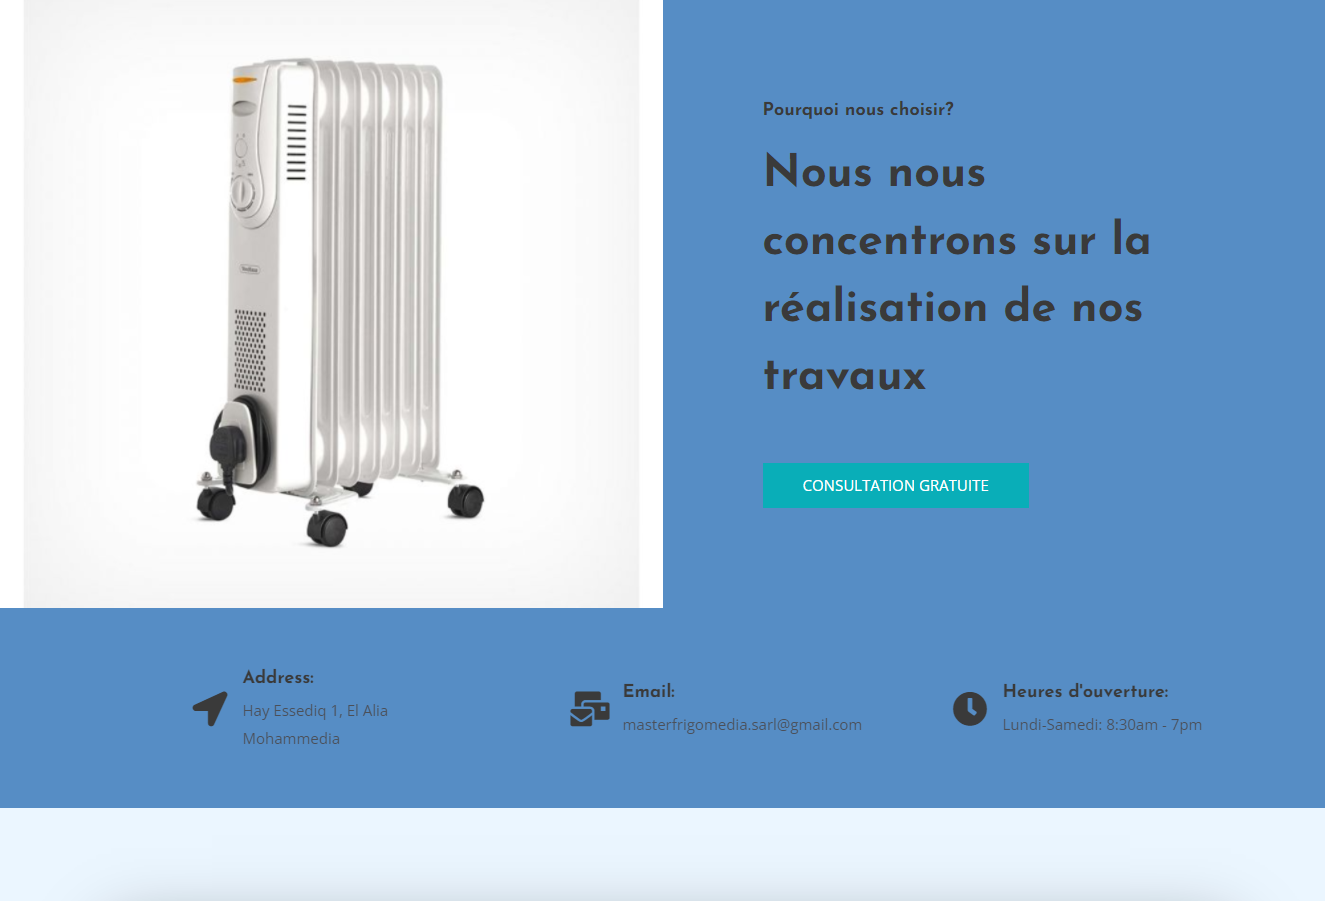 Pourquoi nous choisir?
Nous nous
concentrons sur la
réalisation de nos
travaux
CONSULTATION GRATUITE
Address:
Hay Essediq 1, El Alia
Mohammedia
Email:
masterfrigomedia.sarl@gmail.com
Heures d'ouverture:
Lundi-Samedi: 8:30am - 7pm